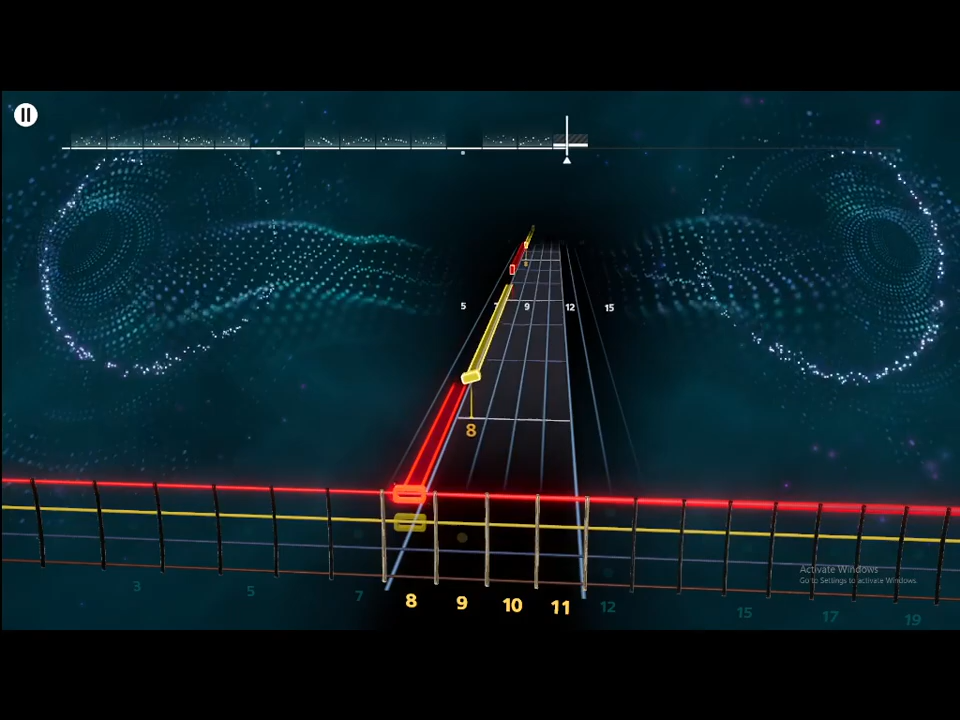 5 7 9 12 15
8
3 5 7 8 9 10 11 12 15 17 19
Activate Windows
Go to Settings to activate Windows.